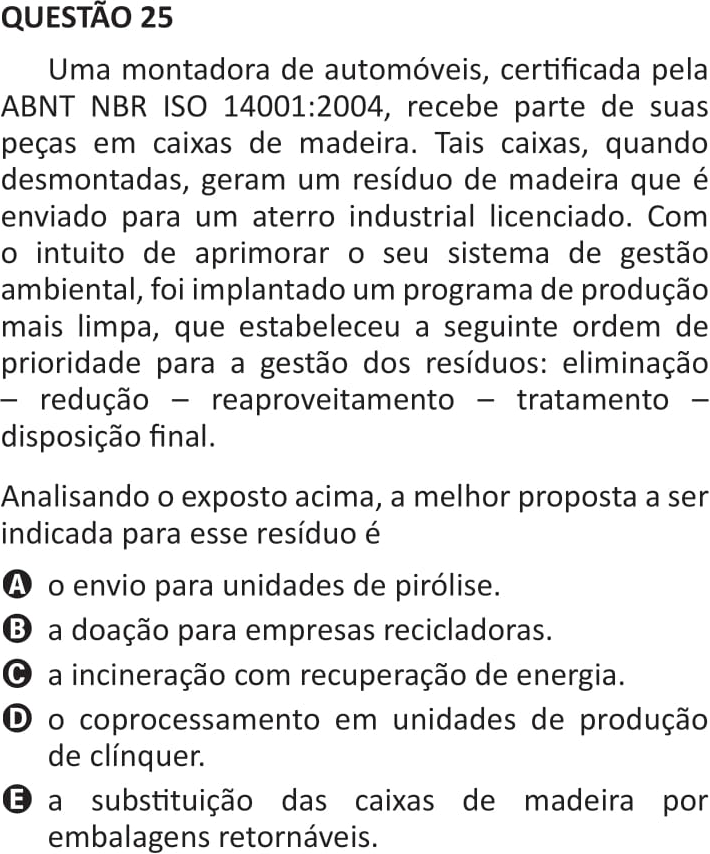 QUESTÃO 25
Uma montadora de automóveis, certificada pela
ABNT NBR ISO 14001:2004, recebe parte de suas
peças em caixas de madeira. Tais caixas, quando
desmontadas, geram um resíduo de madeira que é
enviado para um aterro industrial licenciado. Com
o intuito de aprimorar o seu sistema de gestão
ambiental, foi implantado um programa de produção
mais limpa, que estabeleceu a seguinte ordem de
prioridade para a gestão dos resíduos: eliminação
– redução – reaproveitamento – tratamento –
disposição final.
Analisando o exposto acima, a melhor proposta a ser
indicada para esse resíduo é
A o envio para unidades de pirólise.
B a doação para empresas recicladoras.
C a incineração com recuperação de energia.
D o coprocessamento em unidades de produção
de clínquer.
E a substituição das caixas de madeira por
embalagens retornáveis.